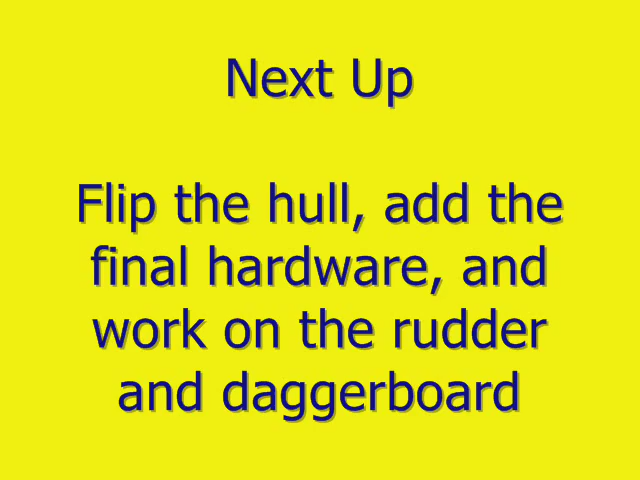 Next Up
Flip the hull, add the
final hardware, and
work on the rudder
and daggerboard